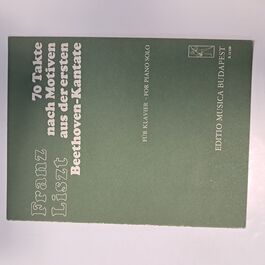 Franz
Liszt
70 Takte
nach Motiven
aus der ersten
Beethoven-Kantate
FÜR KLAVIER – FOR PIANO SOLO
EDITIO MUSICA BUDAPEST